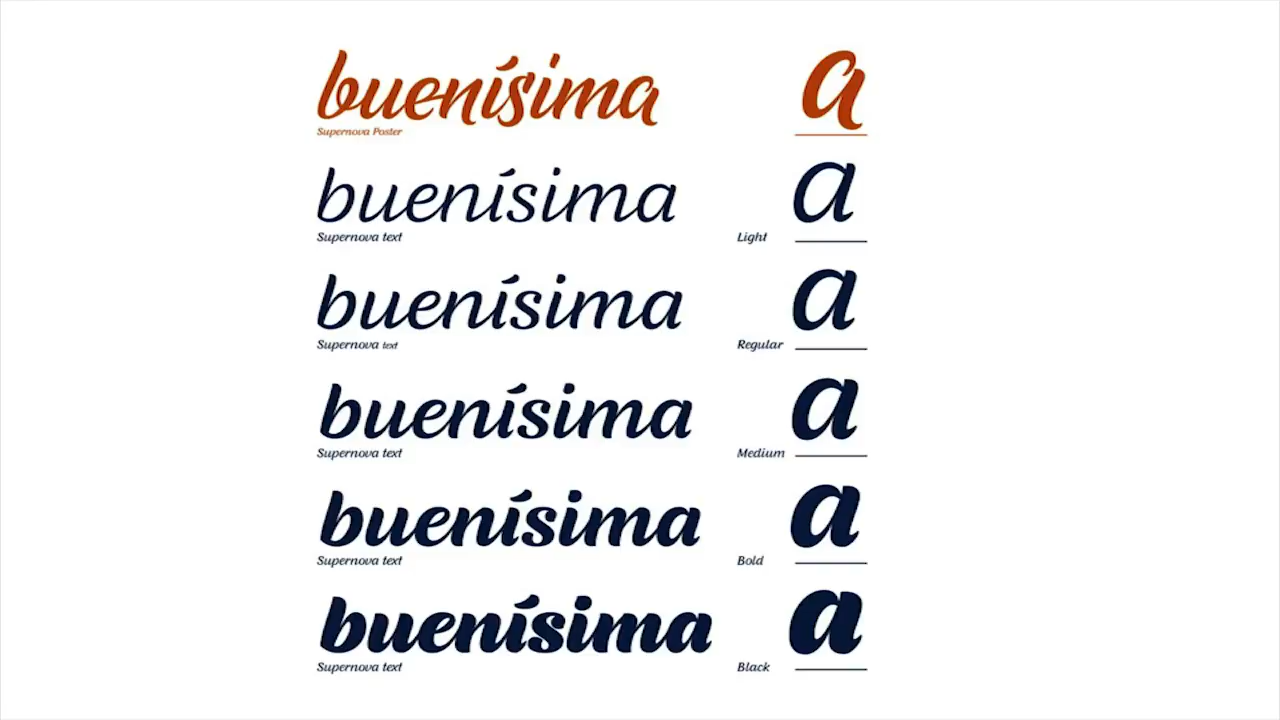 buenísima a
Supernova Poster
buenísima a
Supernova text Light
buenísima a
Supernova text Regular
buenísima a
Supernova text Medium
buenísima a
Supernova text Bold
buenísima a
Supernova text Black